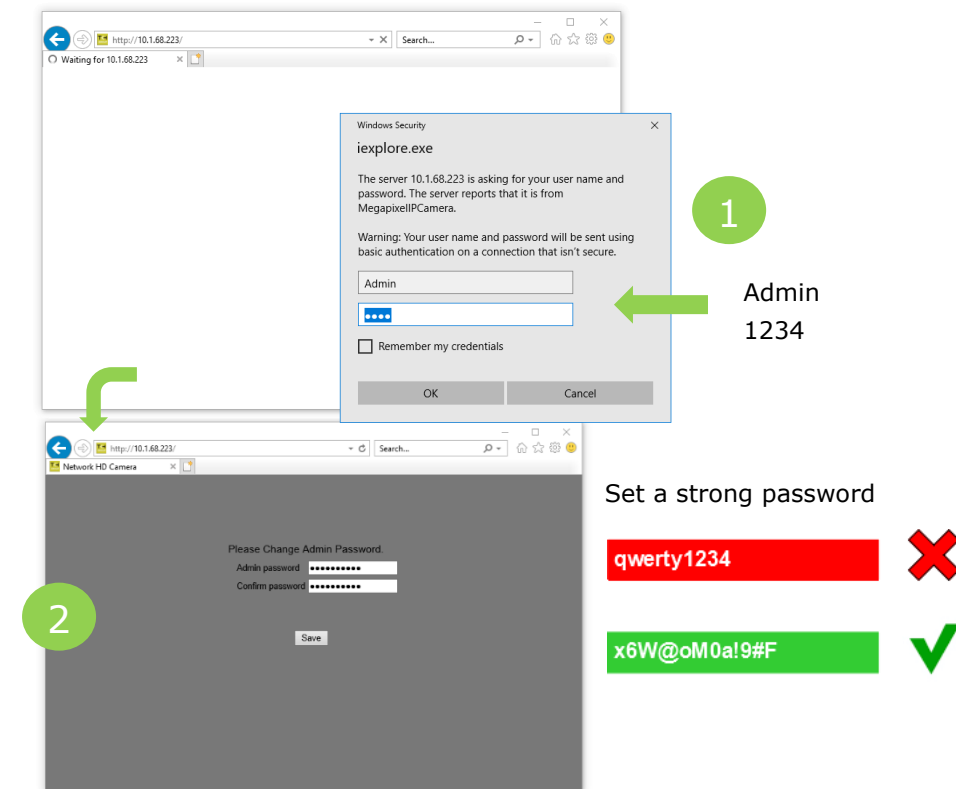 http://10.1.68.223/
Search...
Waiting for 10.1.68.223
Windows Security
iexplore.exe
The server 10.1.68.223 is asking for your user name and
password. The server reports that it is from
MegapixelIPCamera.
Warning: Your user name and password will be sent using
basic authentication on a connection that isn't secure.
Admin
••••
Remember my credentials
OK
Cancel
1
Admin
1234
http://10.1.68.223/
Search...
Network HD Camera
Please Change Admin Password.
Admin password ••••••••••
Confirm password ••••••••••
Save
2
Set a strong password
qwerty1234
x6W@oM0a!9#F